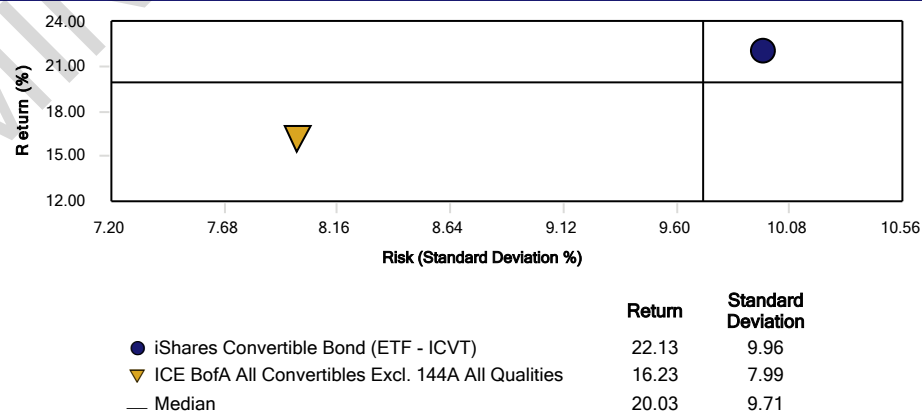 24.00
21.00
18.00
15.00
12.00
Return (%)
7.20 7.68 8.16 8.64 9.12 9.60 10.08 10.56
Risk (Standard Deviation %)
Return Standard Deviation
iShares Convertible Bond (ETF - ICVT) 22.13 9.96
ICE BofA All Convertibles Excl. 144A All Qualities 16.23 7.99
Median 20.03 9.71